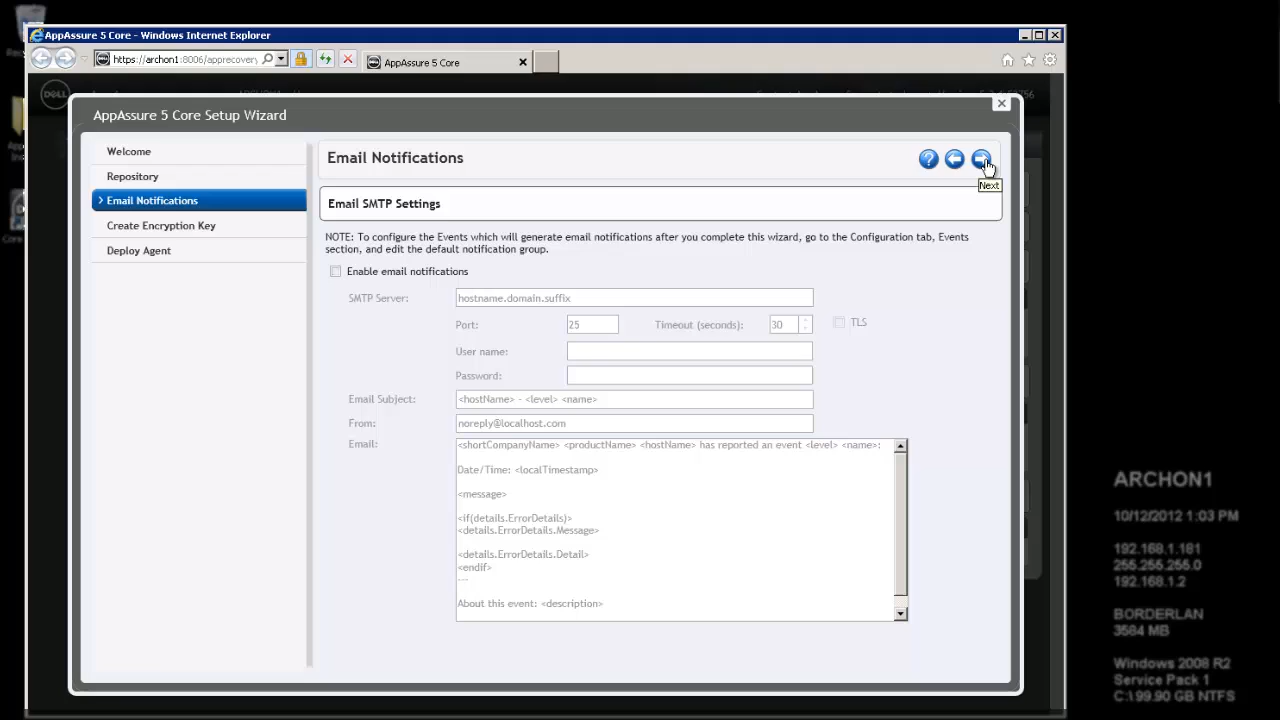 AppAssure 5 Core - Windows Internet Explorer
https://archon1:8006/apprecovery
AppAssure 5 Core
DELL
AppAssure 5 Core Setup Wizard
Welcome
Repository
Email Notifications
Create Encryption Key
Deploy Agent
Email Notifications
Next
Email SMTP Settings
NOTE: To configure the Events which will generate email notifications after you complete this wizard, go to the Configuration tab, Events
section, and edit the default notification group.
Enable email notifications
SMTP Server: hostname.domain.suffix
Port: 25 Timeout (seconds): 30 TLS
User name:
Password:
Email Subject: <hostName> - <level> <name>
From: noreply@localhost.com
Email: <shortCompanyName> <productName> <hostName> has reported an event <level> <name>:
Date/Time: <localTimestamp>
<message>
<if(details.ErrorDetails)>
<details.ErrorDetails.Message>
<details.ErrorDetails.Detail>
<endif>
---
About this event: <description>
ARCHON1
10/12/2012 1:03 PM
192.168.1.181
255.255.255.0
192.168.1.2
BORDERLAN
3584 MB
Windows 2008 R2
Service Pack 1
C:\ 99.90 GB NTFS